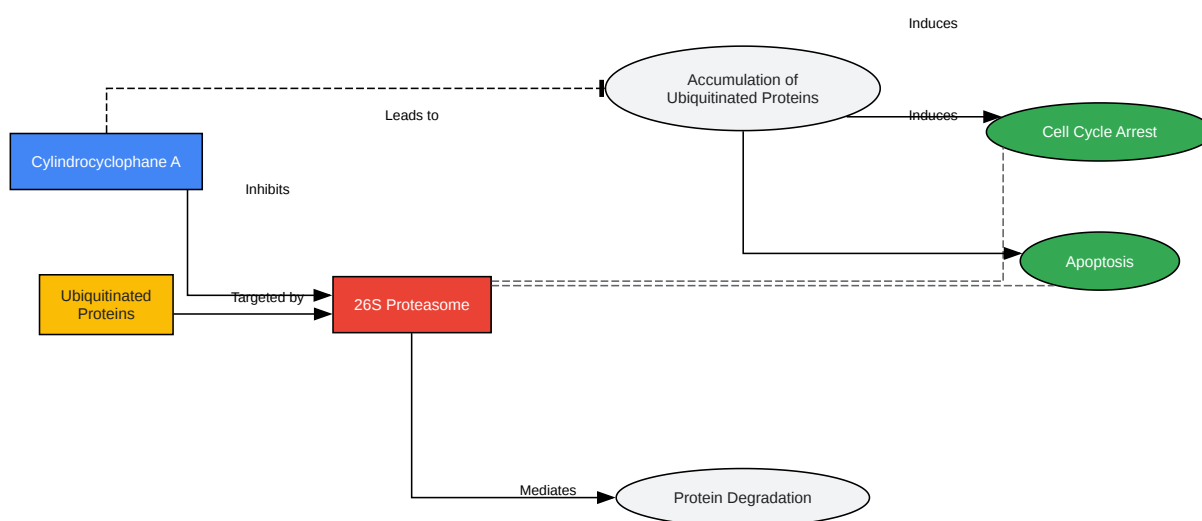 Induces
Accumulation of
Ubiquitinated Proteins
Leads to
Induces
Cell Cycle Arrest
Cylindrocyclophane A
Inhibits
Apoptosis
Ubiquitinated
Proteins
Targeted by
26S Proteasome
Mediates
Protein Degradation